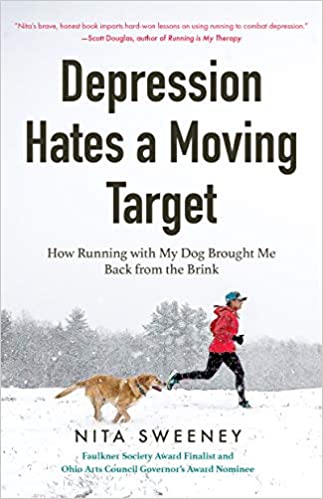 "Nita's brave, honest book imparts hard-won lessons on using running to combat depression."
—Scott Douglas, author of Running is My Therapy
Depression
Hates a Moving
Target
How Running with My Dog Brought Me
Back from the Brink
NITA SWEENEY
Faulkner Society Award Finalist and
Ohio Arts Council Governor's Award Nominee